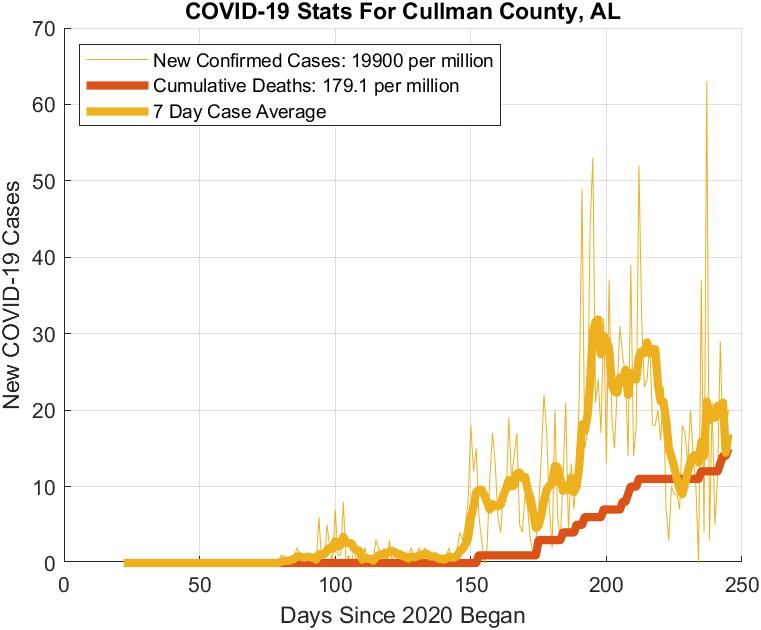 COVID-19 Stats For Cullman County, AL
70
60
50
40
30
20
10
0
New COVID-19 Cases
New Confirmed Cases: 19900 per million
Cumulative Deaths: 179.1 per million
7 Day Case Average
0 50 100 150 200 250
Days Since 2020 Began